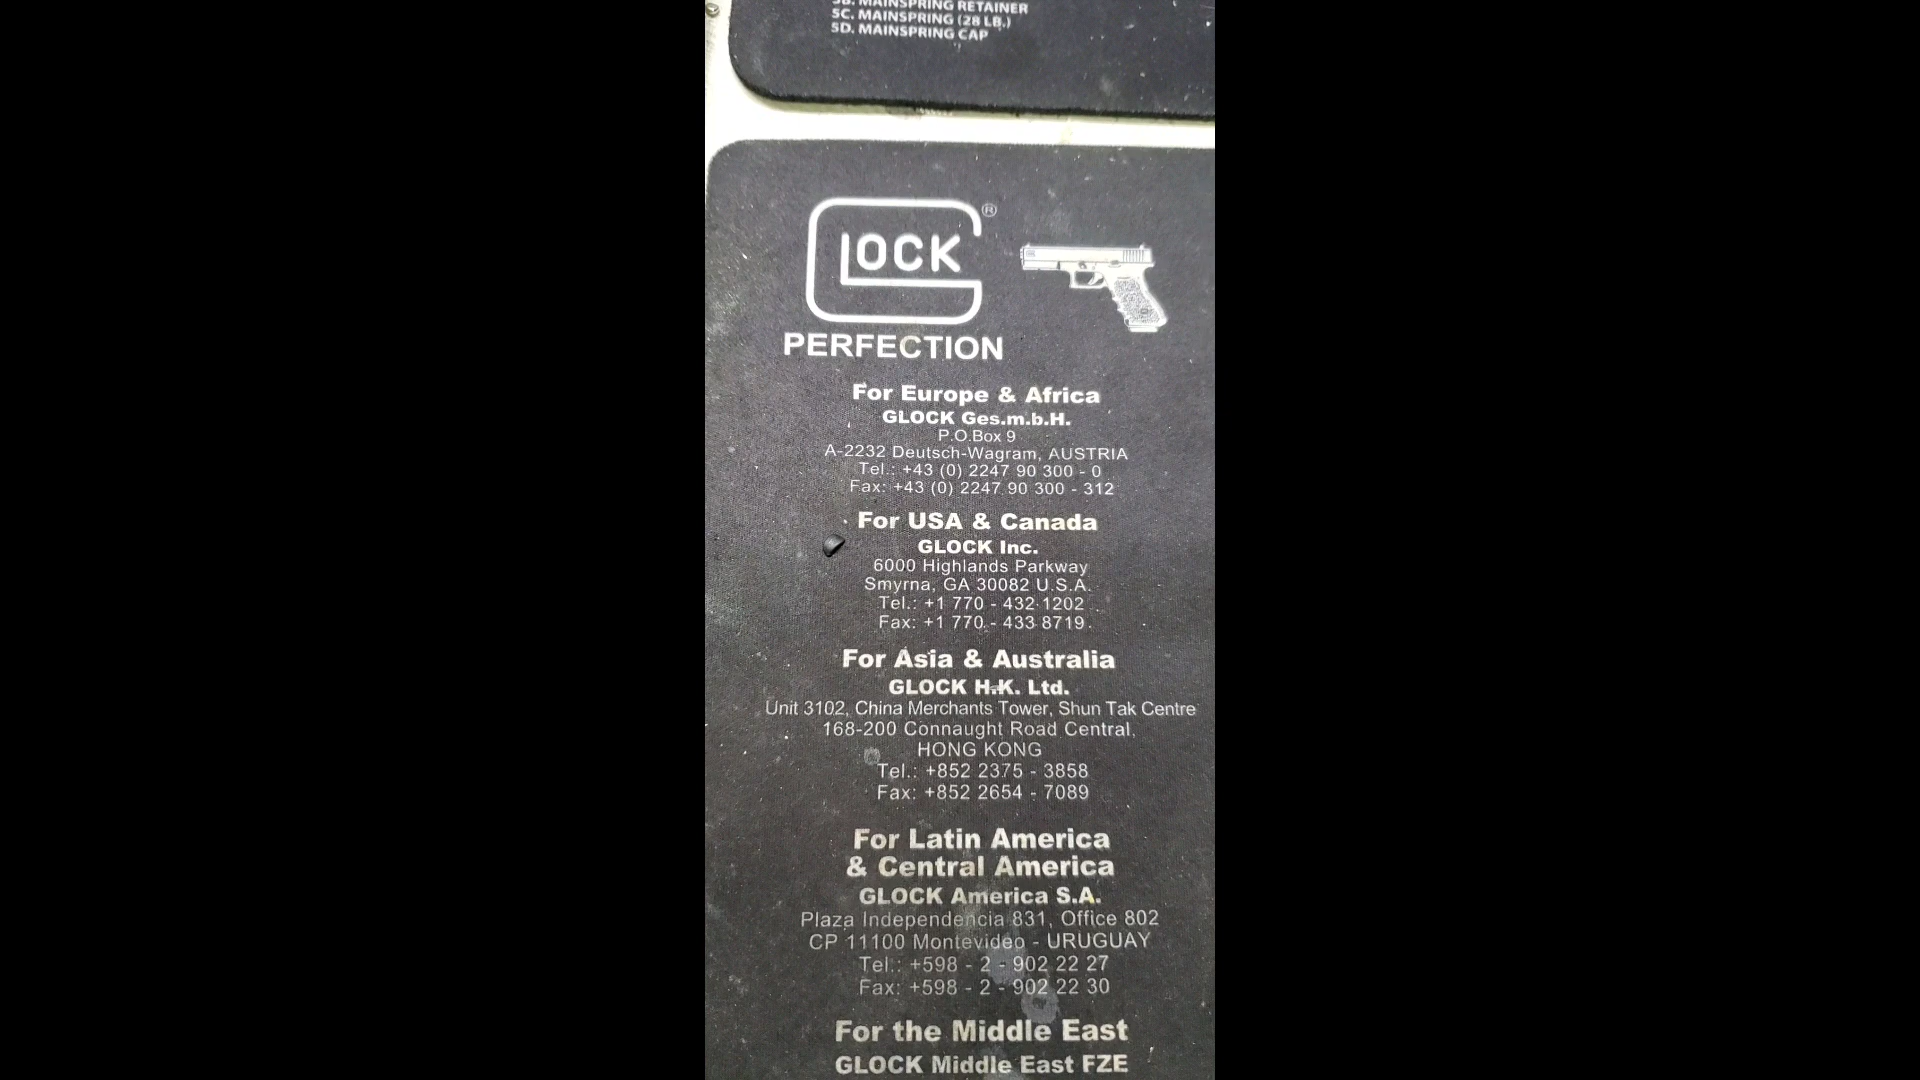 5B. MAINSPRING RETAINER
5C. MAINSPRING (28 LB.)
5D. MAINSPRING CAP
GLOCK ®
PERFECTION
For Europe & Africa
GLOCK Ges.m.b.H.
P.O.Box 9
A-2232 Deutsch-Wagram, AUSTRIA
Tel.: +43 (0) 2247 90 300 - 0
Fax: +43 (0) 2247 90 300 - 312
For USA & Canada
GLOCK Inc.
6000 Highlands Parkway
Smyrna, GA 30082 U.S.A.
Tel.: +1 770 - 432 1202
Fax: +1 770 - 433 8719
For Asia & Australia
GLOCK H.K. Ltd.
Unit 3102, China Merchants Tower, Shun Tak Centre
168-200 Connaught Road Central,
HONG KONG
Tel.: +852 2375 - 3858
Fax: +852 2654 - 7089
For Latin America
& Central America
GLOCK America S.A.
Plaza Independencia 831, Office 802
CP 11100 Montevideo - URUGUAY
Tel.: +598 - 2 - 902 22 27
Fax: +598 - 2 - 902 22 30
For the Middle East
GLOCK Middle East FZE